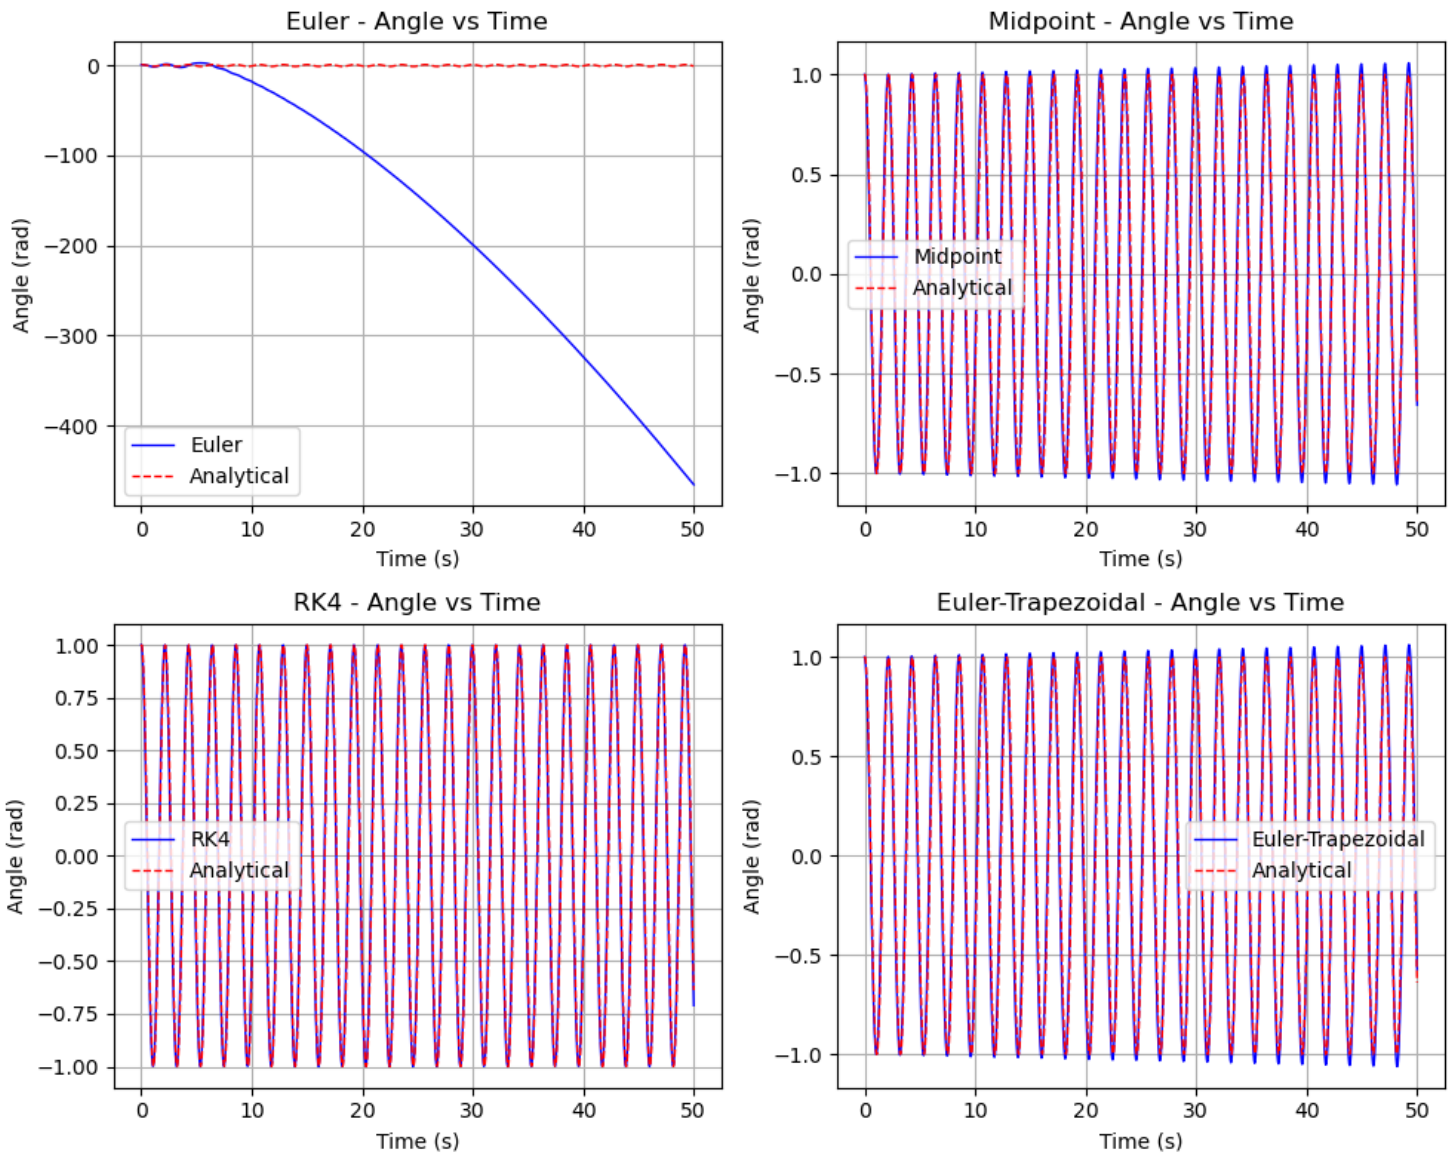 Euler - Angle vs Time
Angle (rad)
0
−100
−200
−300
−400
Euler
Analytical
0 10 20 30 40 50
Time (s)
Midpoint - Angle vs Time
Angle (rad)
1.0
0.5
0.0
−0.5
−1.0
Midpoint
Analytical
0 10 20 30 40 50
Time (s)
RK4 - Angle vs Time
Angle (rad)
1.00
0.75
0.50
0.25
0.00
−0.25
−0.50
−0.75
−1.00
RK4
Analytical
0 10 20 30 40 50
Time (s)
Euler-Trapezoidal - Angle vs Time
Angle (rad)
1.0
0.5
0.0
−0.5
−1.0
Euler-Trapezoidal
Analytical
0 10 20 30 40 50
Time (s)